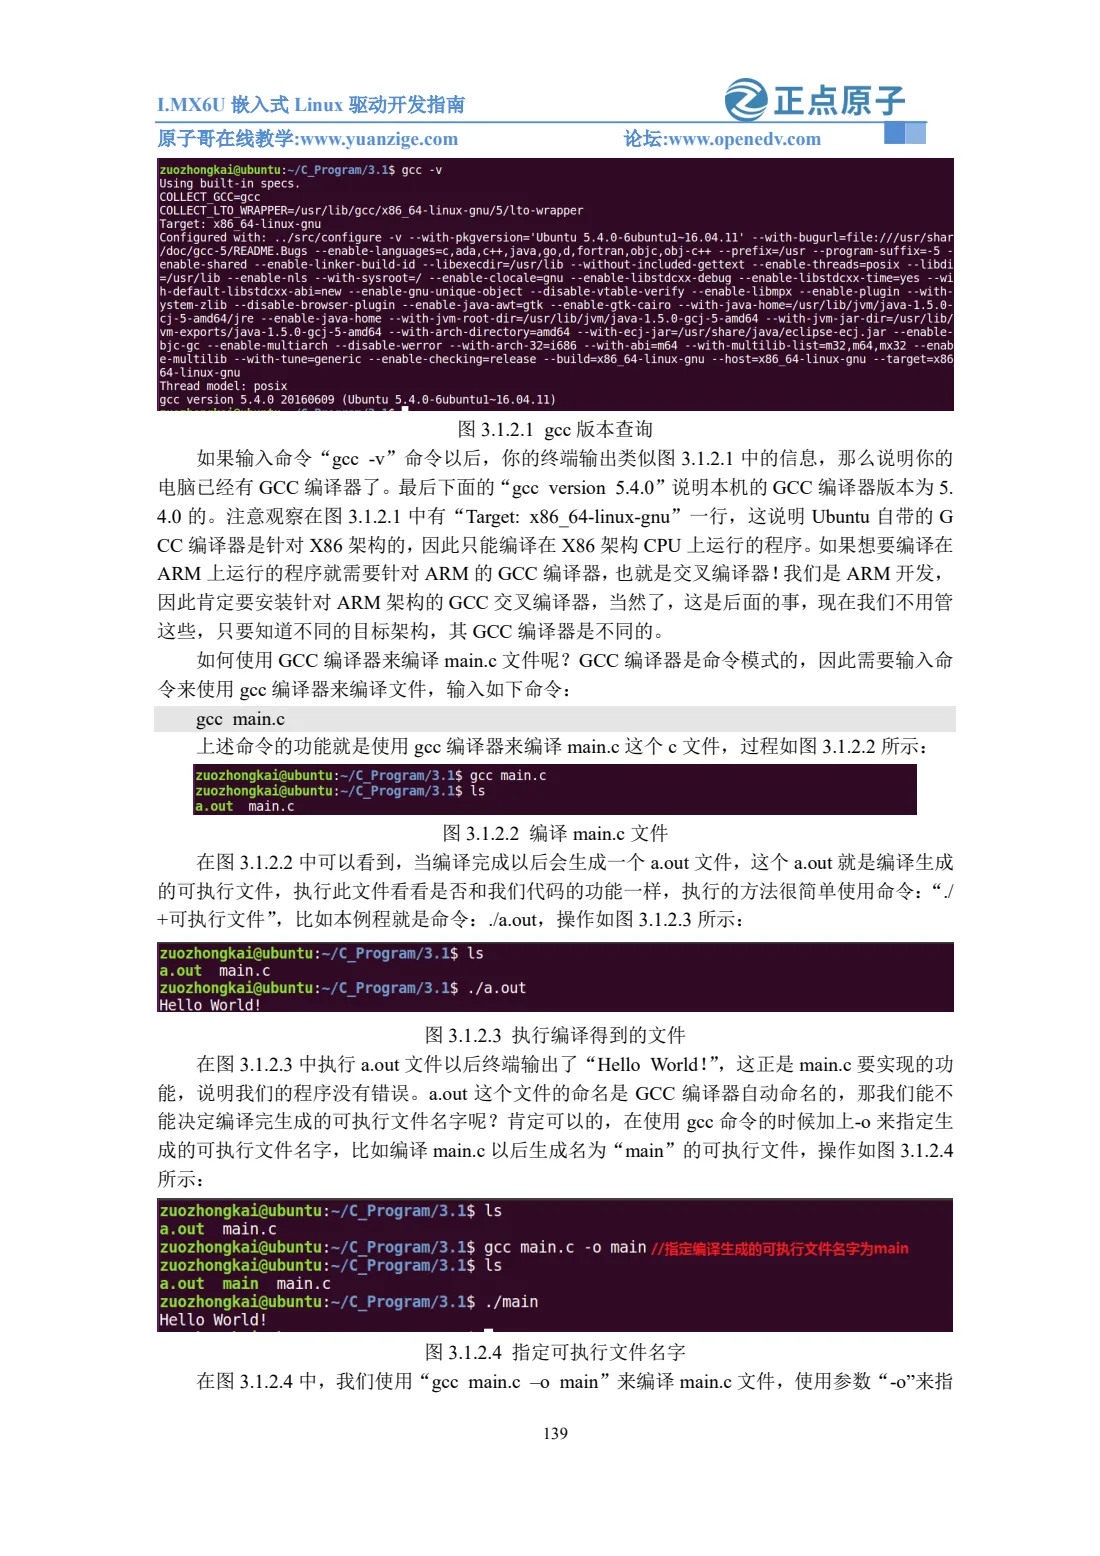 I.MX6U 嵌入式 Linux 驱动开发指南
正点原子
原子哥在线教学:www.yuanzige.com 论坛:www.openedv.com
zuozhongkai@ubuntu:~/C_Program/3.1$ gcc -v
Using built-in specs.
COLLECT_GCC=gcc
COLLECT_LTO_WRAPPER=/usr/lib/gcc/x86_64-linux-gnu/5/lto-wrapper
Target: x86_64-linux-gnu
Configured with: ../src/configure -v --with-pkgversion='Ubuntu 5.4.0-6ubuntu1~16.04.11' --with-bugurl=file:///usr/shar
/doc/gcc-5/README.Bugs --enable-languages=c,ada,c++,java,go,d,fortran,objc,obj-c++ --prefix=/usr --program-suffix=-5 -
enable-shared --enable-linker-build-id --libexecdir=/usr/lib --without-included-gettext --enable-threads=posix --libdi
=/usr/lib --enable-nls --with-sysroot=/ --enable-clocale=gnu --enable-libstdcxx-debug --enable-libstdcxx-time=yes --wi
h-default-libstdcxx-abi=new --enable-gnu-unique-object --disable-vtable-verify --enable-libmpx --enable-plugin --with-
ystem-zlib --disable-browser-plugin --enable-java-awt=gtk --enable-gtk-cairo --with-java-home=/usr/lib/jvm/java-1.5.0-
cj-5-amd64/jre --enable-java-home --with-jvm-root-dir=/usr/lib/jvm/java-1.5.0-gcj-5-amd64 --with-jvm-jar-dir=/usr/lib/
vm-exports/java-1.5.0-gcj-5-amd64 --with-arch-directory=amd64 --with-ecj-jar=/usr/share/java/eclipse-ecj.jar --enable-
bjc-gc --enable-multiarch --disable-werror --with-arch-32=i686 --with-abi=m64 --with-multilib-list=m32,m64,mx32 --enab
e-multilib --with-tune=generic --enable-checking=release --build=x86_64-linux-gnu --host=x86_64-linux-gnu --target=x86
64-linux-gnu
Thread model: posix
gcc version 5.4.0 20160609 (Ubuntu 5.4.0-6ubuntu1~16.04.11)
图 3.1.2.1 gcc 版本查询
如果输入命令“gcc -v”命令以后，你的终端输出类似图 3.1.2.1 中的信息，那么说明你的
电脑已经有 GCC 编译器了。最后下面的“gcc version 5.4.0”说明本机的 GCC 编译器版本为 5.
4.0 的。注意观察在图 3.1.2.1 中有“Target: x86_64-linux-gnu”一行，这说明 Ubuntu 自带的 G
CC 编译器是针对 X86 架构的，因此只能编译在 X86 架构 CPU 上运行的程序。如果想要编译在
ARM 上运行的程序就需要针对 ARM 的 GCC 编译器，也就是交叉编译器！我们是 ARM 开发，
因此肯定要安装针对 ARM 架构的 GCC 交叉编译器，当然了，这是后面的事，现在我们不用管
这些，只要知道不同的目标架构，其 GCC 编译器是不同的。
如何使用 GCC 编译器来编译 main.c 文件呢？GCC 编译器是命令模式的，因此需要输入命
令来使用 gcc 编译器来编译文件，输入如下命令：
gcc main.c
上述命令的功能就是使用 gcc 编译器来编译 main.c 这个 c 文件，过程如图 3.1.2.2 所示：
zuozhongkai@ubuntu:~/C_Program/3.1$ gcc main.c
zuozhongkai@ubuntu:~/C_Program/3.1$ ls
a.out main.c
图 3.1.2.2 编译 main.c 文件
在图 3.1.2.2 中可以看到，当编译完成以后会生成一个 a.out 文件，这个 a.out 就是编译生成
的可执行文件，执行此文件看看是否和我们代码的功能一样，执行的方法很简单使用命令：“./
+可执行文件”，比如本例程就是命令：./a.out，操作如图 3.1.2.3 所示：
zuozhongkai@ubuntu:~/C_Program/3.1$ ls
a.out main.c
zuozhongkai@ubuntu:~/C_Program/3.1$ ./a.out
Hello World!
图 3.1.2.3 执行编译得到的文件
在图 3.1.2.3 中执行 a.out 文件以后终端输出了“Hello World！”，这正是 main.c 要实现的功
能，说明我们的程序没有错误。a.out 这个文件的命名是 GCC 编译器自动命名的，那我们能不
能决定编译完生成的可执行文件名字呢？肯定可以的，在使用 gcc 命令的时候加上-o 来指定生
成的可执行文件名字，比如编译 main.c 以后生成名为“main”的可执行文件，操作如图 3.1.2.4
所示：
zuozhongkai@ubuntu:~/C_Program/3.1$ ls
a.out main.c
zuozhongkai@ubuntu:~/C_Program/3.1$ gcc main.c -o main //指定编译生成的可执行文件名字为main
zuozhongkai@ubuntu:~/C_Program/3.1$ ls
a.out main main.c
zuozhongkai@ubuntu:~/C_Program/3.1$ ./main
Hello World!
图 3.1.2.4 指定可执行文件名字
在图 3.1.2.4 中，我们使用“gcc main.c –o main”来编译 main.c 文件，使用参数“-o”来指
139